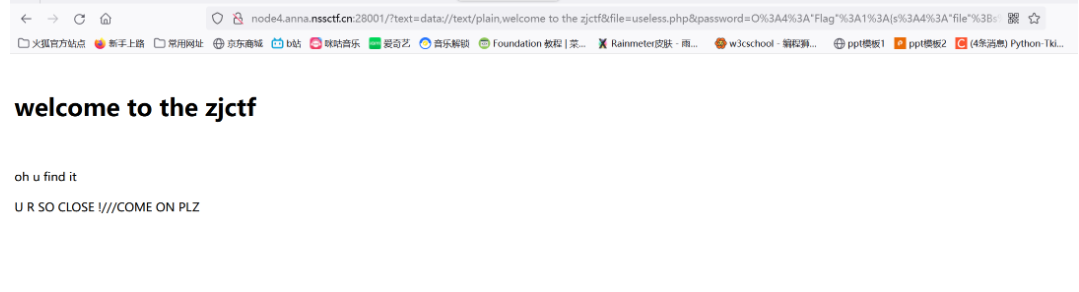 node4.anna.nssctf.cn:28001/?text=data://text/plain,welcome to the zjctf&file=useless.php&password=O%3A4%3A"Flag"%3A1%3A{s%3A4%3A"file"%3Bs
火狐官方站点 新手上路 常用网址 京东商城 b站 咪咕音乐 爱奇艺 音乐解锁 Foundation 教程 | 菜... Rainmeter皮肤 - 雨... w3cschool - 编程狮... ppt模板1 ppt模板2 (4条消息) Python-Tki...
welcome to the zjctf
oh u find it
U R SO CLOSE !///COME ON PLZ